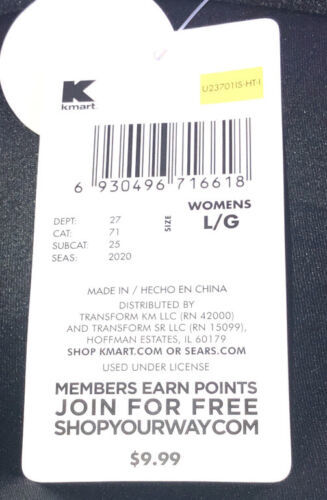 K
kmart
U23701IS-HT-I
6 930496 716618
DEPT: 27
CAT: 71
SUBCAT: 25
SEAS: 2020
SIZE
WOMENS
L/G
MADE IN / HECHO EN CHINA
DISTRIBUTED BY
TRANSFORM KM LLC (RN 42000)
AND TRANSFORM SR LLC (RN 15099),
HOFFMAN ESTATES, IL 60179
SHOP KMART.COM OR SEARS.COM
USED UNDER LICENSE
MEMBERS EARN POINTS
JOIN FOR FREE
SHOPYOURWAY.COM
$9.99